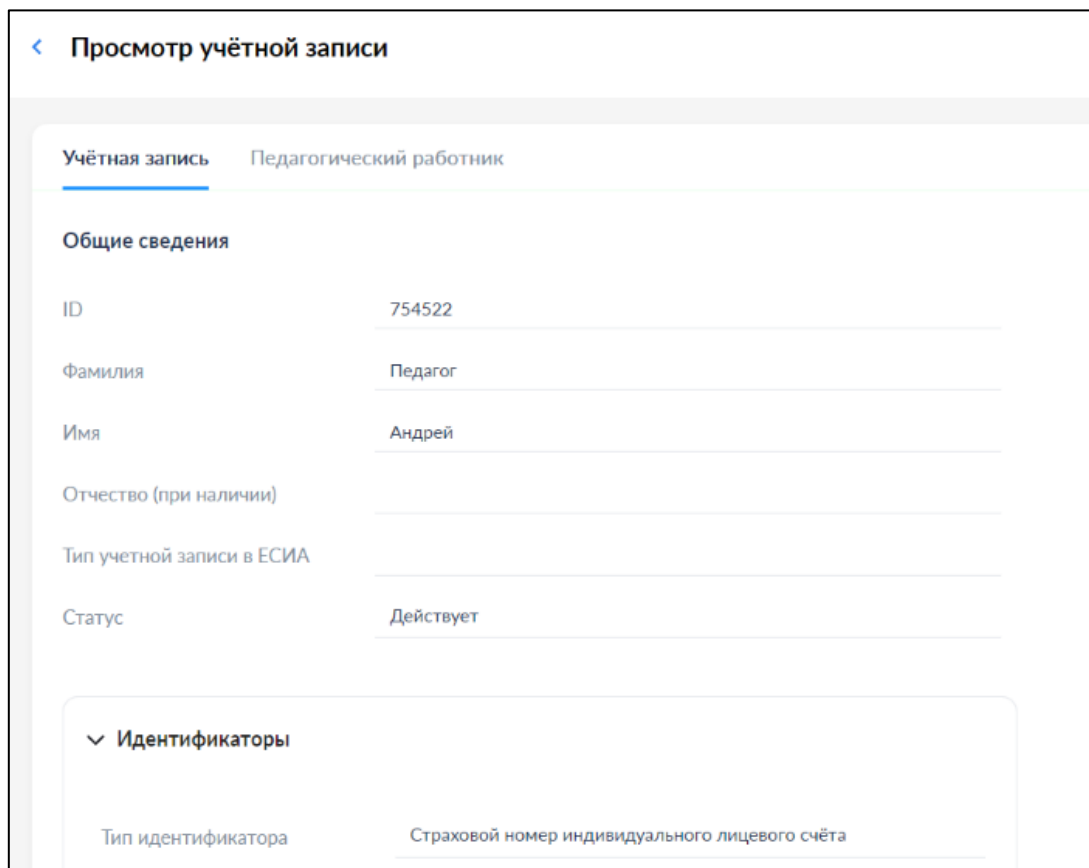 Просмотр учётной записи
Учётная запись Педагогический работник
Общие сведения
ID 754522
Фамилия Педагог
Имя Андрей
Отчество (при наличии)
Тип учетной записи в ЕСИА
Статус Действует
Идентификаторы
Тип идентификатора Страховой номер индивидуального лицевого счёта